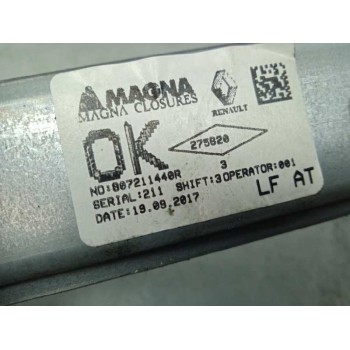 MAGNA
MAGNA CLOSURES
RENAULT
OK
275820
3
NO:807211440R
SERIAL:211 SHIFT:3 OPERATOR:001
DATE:19.09.2017
LF AT